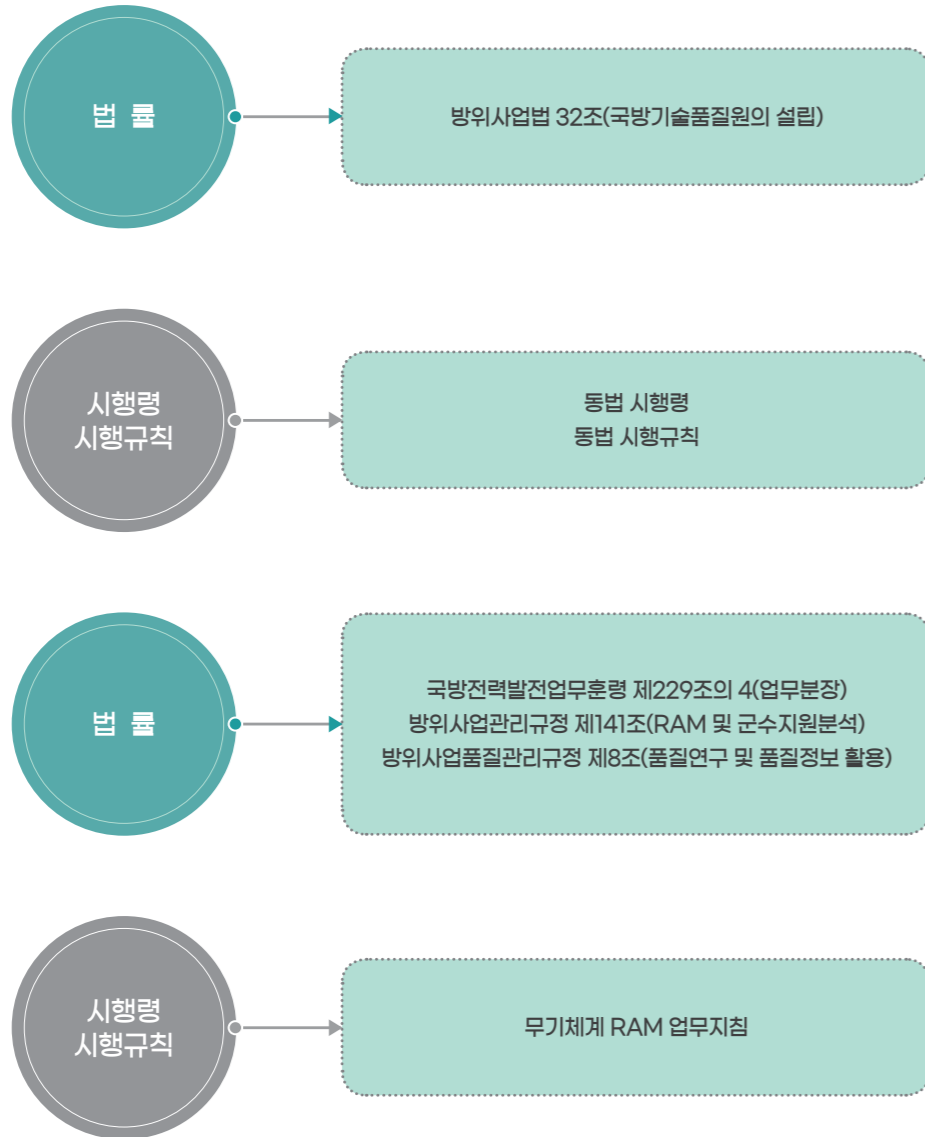 법 률
방위사업법 32조(국방기술품질원의 설립)
시행령
시행규칙
동법 시행령
동법 시행규칙
법 률
국방전력발전업무훈령 제229조의 4(업무분장)
방위사업관리규정 제141조(RAM 및 군수지원분석)
방위사업품질관리규정 제8조(품질연구 및 품질정보 활용)
시행령
시행규칙
무기체계 RAM 업무지침